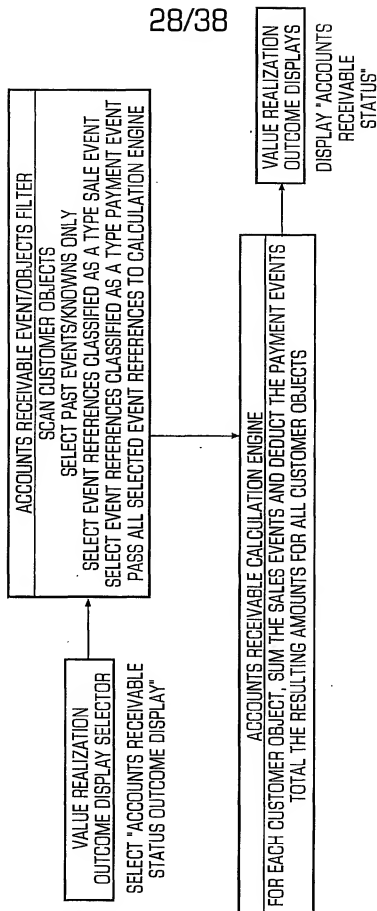 28/38
VALUE REALIZATION
OUTCOME DISPLAY SELECTOR
SELECT "ACCOUNTS RECEIVABLE
STATUS OUTCOME DISPLAY"
ACCOUNTS RECEIVABLE EVENT/OBJECTS FILTER
SCAN CUSTOMER OBJECTS
SELECT PAST EVENTS/KNOWNS ONLY
SELECT EVENT REFERENCES CLASSIFIED AS A TYPE SALE EVENT
SELECT EVENT REFERENCES CLASSIFIED AS A TYPE PAYMENT EVENT
PASS ALL SELECTED EVENT REFERENCES TO CALCULATION ENGINE
ACCOUNTS RECEIVABLE CALCULATION ENGINE
FOR EACH CUSTOMER OBJECT, SUM THE SALES EVENTS AND DEDUCT THE PAYMENT EVENTS
TOTAL THE RESULTING AMOUNTS FOR ALL CUSTOMER OBJECTS
VALUE REALIZATION
OUTCOME DISPLAYS
DISPLAY "ACCOUNTS
RECEIVABLE
STATUS"